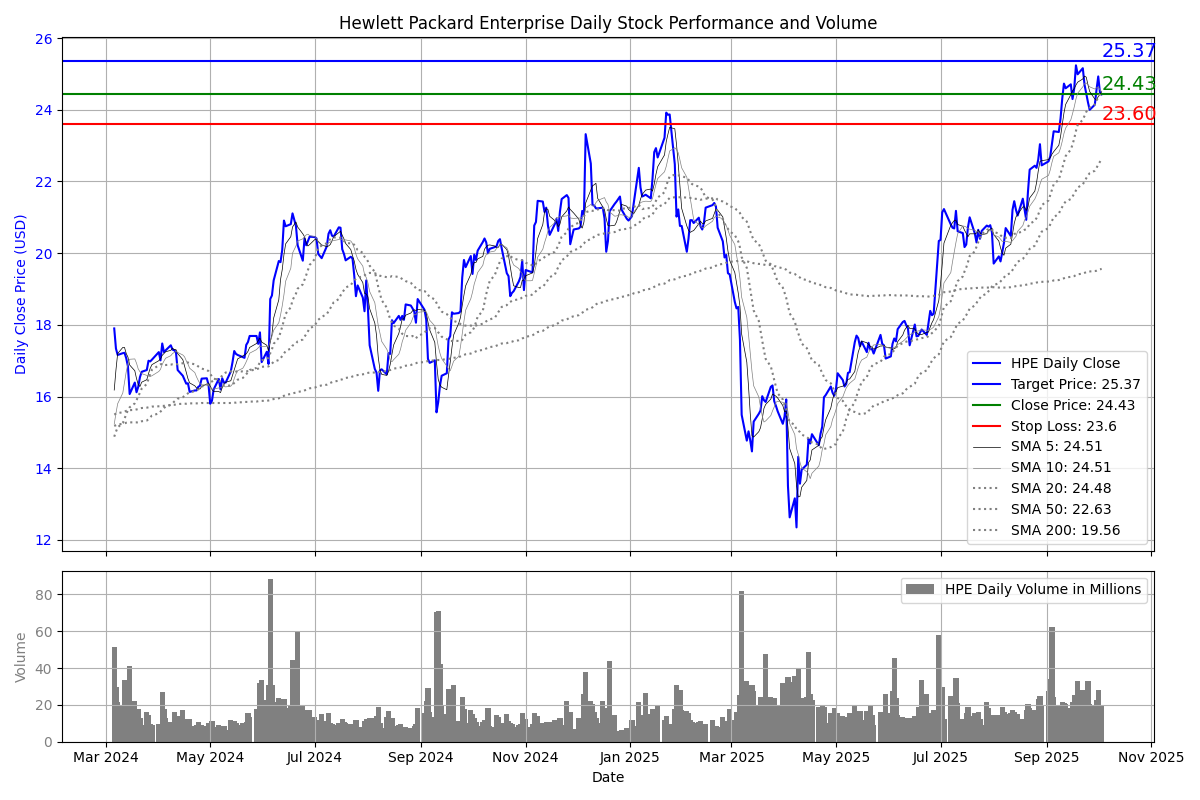 Hewlett Packard Enterprise Daily Stock Performance and Volume
Daily Close Price (USD)
26
24
22
20
18
16
14
12
25.37
24.43
23.60
HPE Daily Close
Target Price: 25.37
Close Price: 24.43
Stop Loss: 23.6
SMA 5: 24.51
SMA 10: 24.51
SMA 20: 24.48
SMA 50: 22.63
SMA 200: 19.56
Volume
80
60
40
20
0
HPE Daily Volume in Millions
Mar 2024 May 2024 Jul 2024 Sep 2024 Nov 2024 Jan 2025 Mar 2025 May 2025 Jul 2025 Sep 2025 Nov 2025
Date